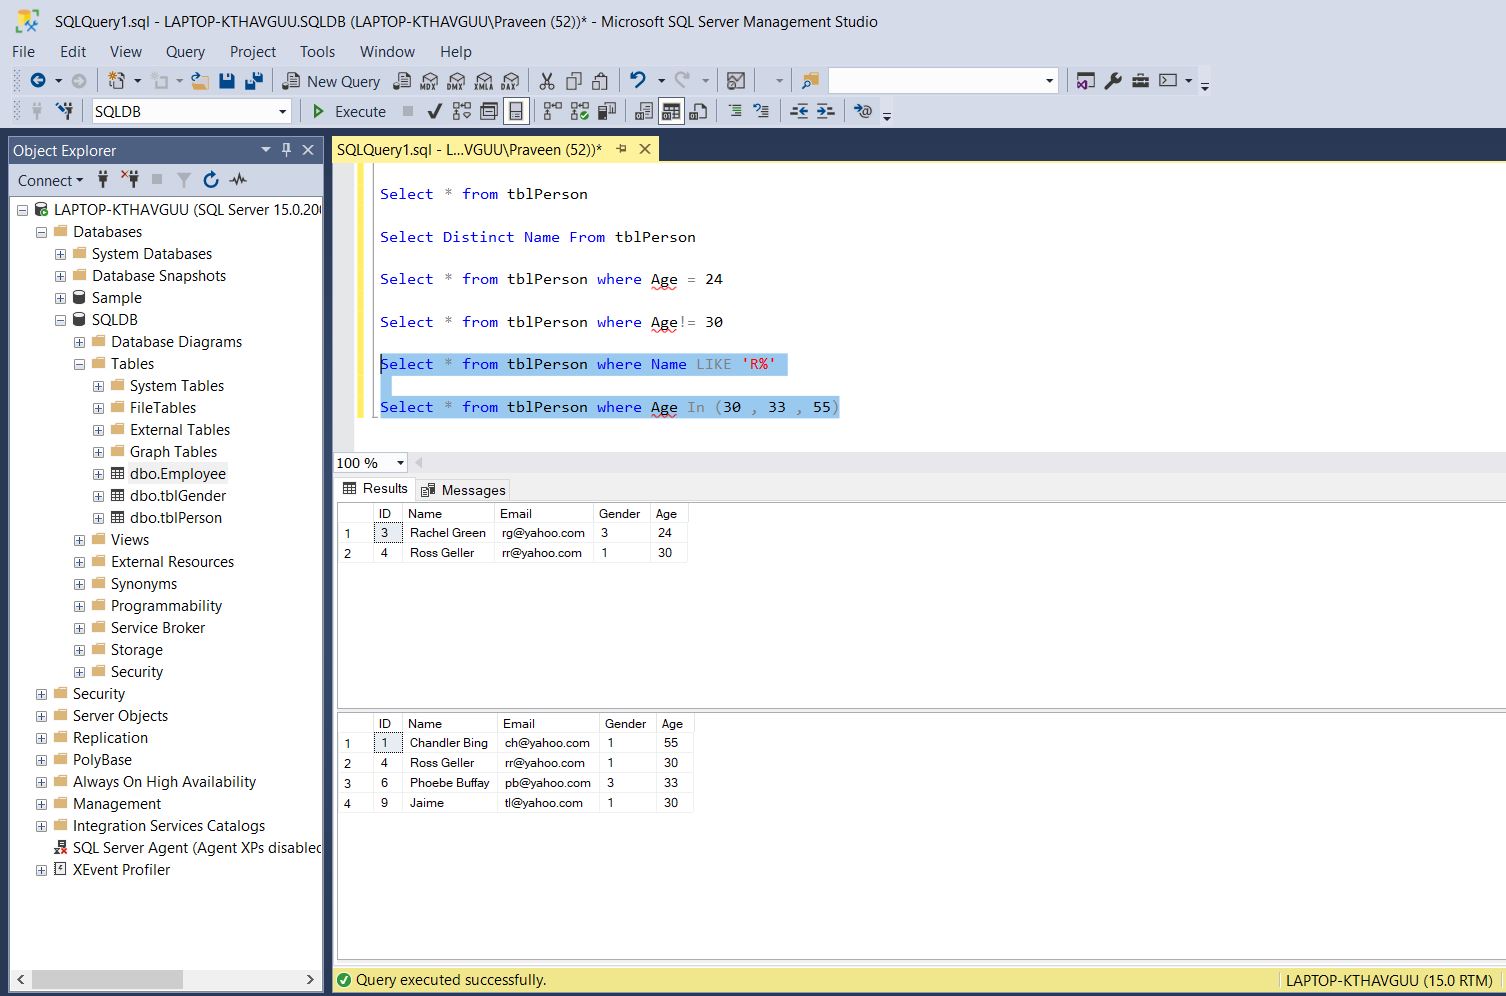 SQLQuery1.sql - LAPTOP-KTHAVGUU.SQLDB (LAPTOP-KTHAVGUU\Praveen (52))* - Microsoft SQL Server Management Studio
File Edit View Query Project Tools Window Help
New Query MDX DMX XMLA DAX
SQLDB Execute
Object Explorer
Connect
LAPTOP-KTHAVGUU (SQL Server 15.0.200
Databases
System Databases
Database Snapshots
Sample
SQLDB
Database Diagrams
Tables
System Tables
FileTables
External Tables
Graph Tables
dbo.Employee
dbo.tblGender
dbo.tblPerson
Views
External Resources
Synonyms
Programmability
Service Broker
Storage
Security
Security
Server Objects
Replication
PolyBase
Always On High Availability
Management
Integration Services Catalogs
SQL Server Agent (Agent XPs disabled
XEvent Profiler
SQLQuery1.sql - L...VGUU\Praveen (52))*
Select * from tblPerson
Select Distinct Name From tblPerson
Select * from tblPerson where Age = 24
Select * from tblPerson where Age!= 30
Select * from tblPerson where Name LIKE 'R%'
Select * from tblPerson where Age In (30 , 33 , 55)
100 %
Results Messages
ID Name Email Gender Age
1 3 Rachel Green rg@yahoo.com 3 24
2 4 Ross Geller rr@yahoo.com 1 30
ID Name Email Gender Age
1 1 Chandler Bing ch@yahoo.com 1 55
2 4 Ross Geller rr@yahoo.com 1 30
3 6 Phoebe Buffay pb@yahoo.com 3 33
4 9 Jaime tl@yahoo.com 1 30
Query executed successfully. LAPTOP-KTHAVGUU (15.0 RTM)